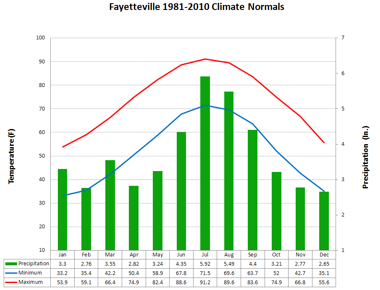 Fayetteville 1981-2010 Climate Normals
100
90
80
70
60
50
40
30
20
10
Temperature (F)
7
6
5
4
3
2
1
Precipitation (In.)
Jan Feb Mar Apr May Jun Jul Aug Sep Oct Nov Dec
Precipitation 3.3 2.76 3.55 2.82 3.24 4.35 5.92 5.49 4.4 3.21 2.77 2.65
Minimum 33.2 35.4 42.2 50.4 58.9 67.8 71.5 69.6 63.7 52 42.7 35.1
Maximum 53.9 59.1 66.4 74.9 82.4 88.6 91.2 89.6 83.6 74.9 66.8 55.6